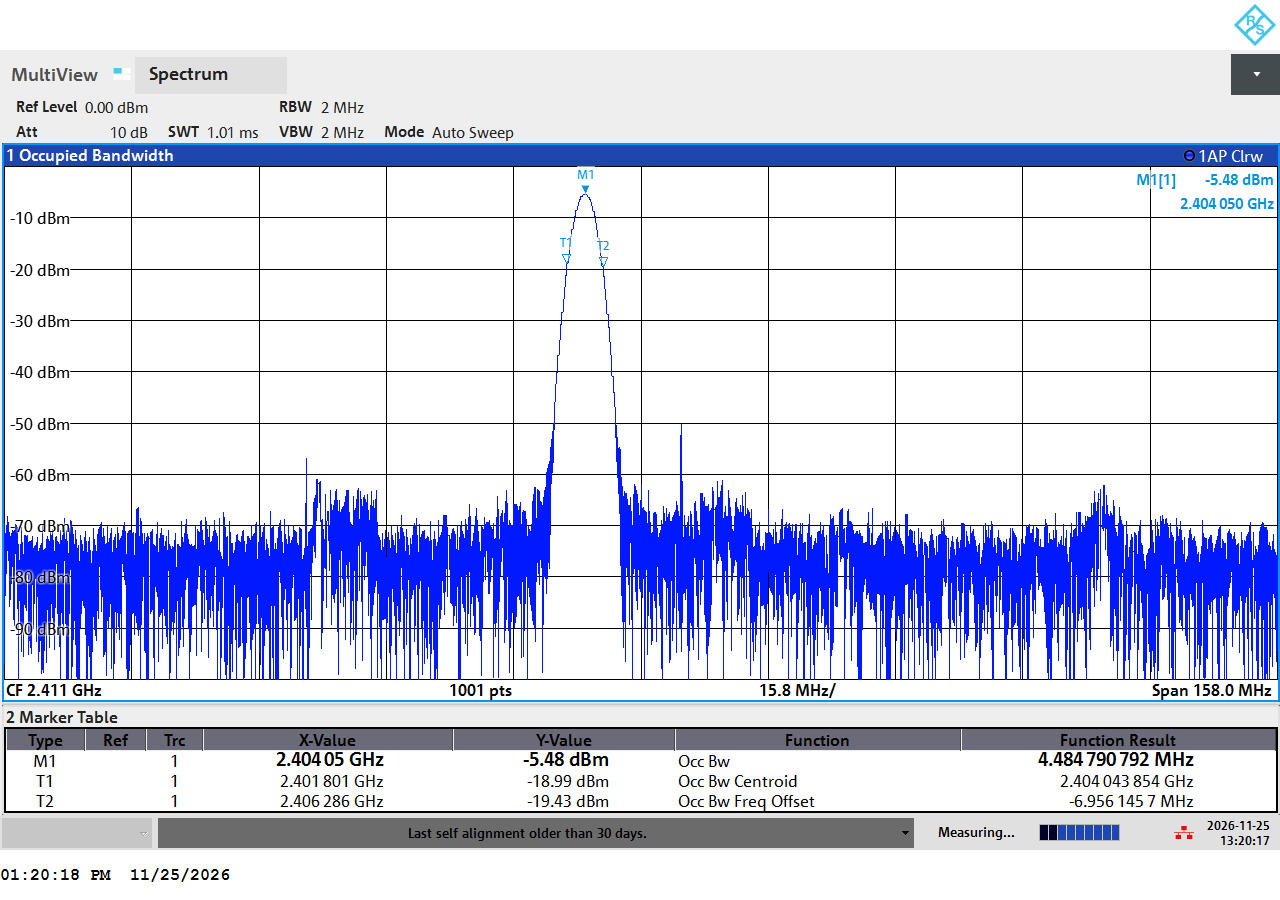 R&S
MultiView Spectrum
Ref Level 0.00 dBm RBW 2 MHz
Att 10 dB SWT 1.01 ms VBW 2 MHz Mode Auto Sweep
1 Occupied Bandwidth 1AP Clrw
M1 M1[1] -5.48 dBm
2.404 050 GHz
-10 dBm
T1 T2
-20 dBm
-30 dBm
-40 dBm
-50 dBm
-60 dBm
-70 dBm
-80 dBm
-90 dBm
CF 2.411 GHz 1001 pts 15.8 MHz/ Span 158.0 MHz
2 Marker Table
Type Ref Trc X-Value Y-Value Function Function Result
M1 1 2.404 05 GHz -5.48 dBm Occ Bw 4.484 790 792 MHz
T1 1 2.401 801 GHz -18.99 dBm Occ Bw Centroid 2.404 043 854 GHz
T2 1 2.406 286 GHz -19.43 dBm Occ Bw Freq Offset -6.956 145 7 MHz
Last self alignment older than 30 days. Measuring... 2026-11-25
13:20:17
01:20:18 PM 11/25/2026